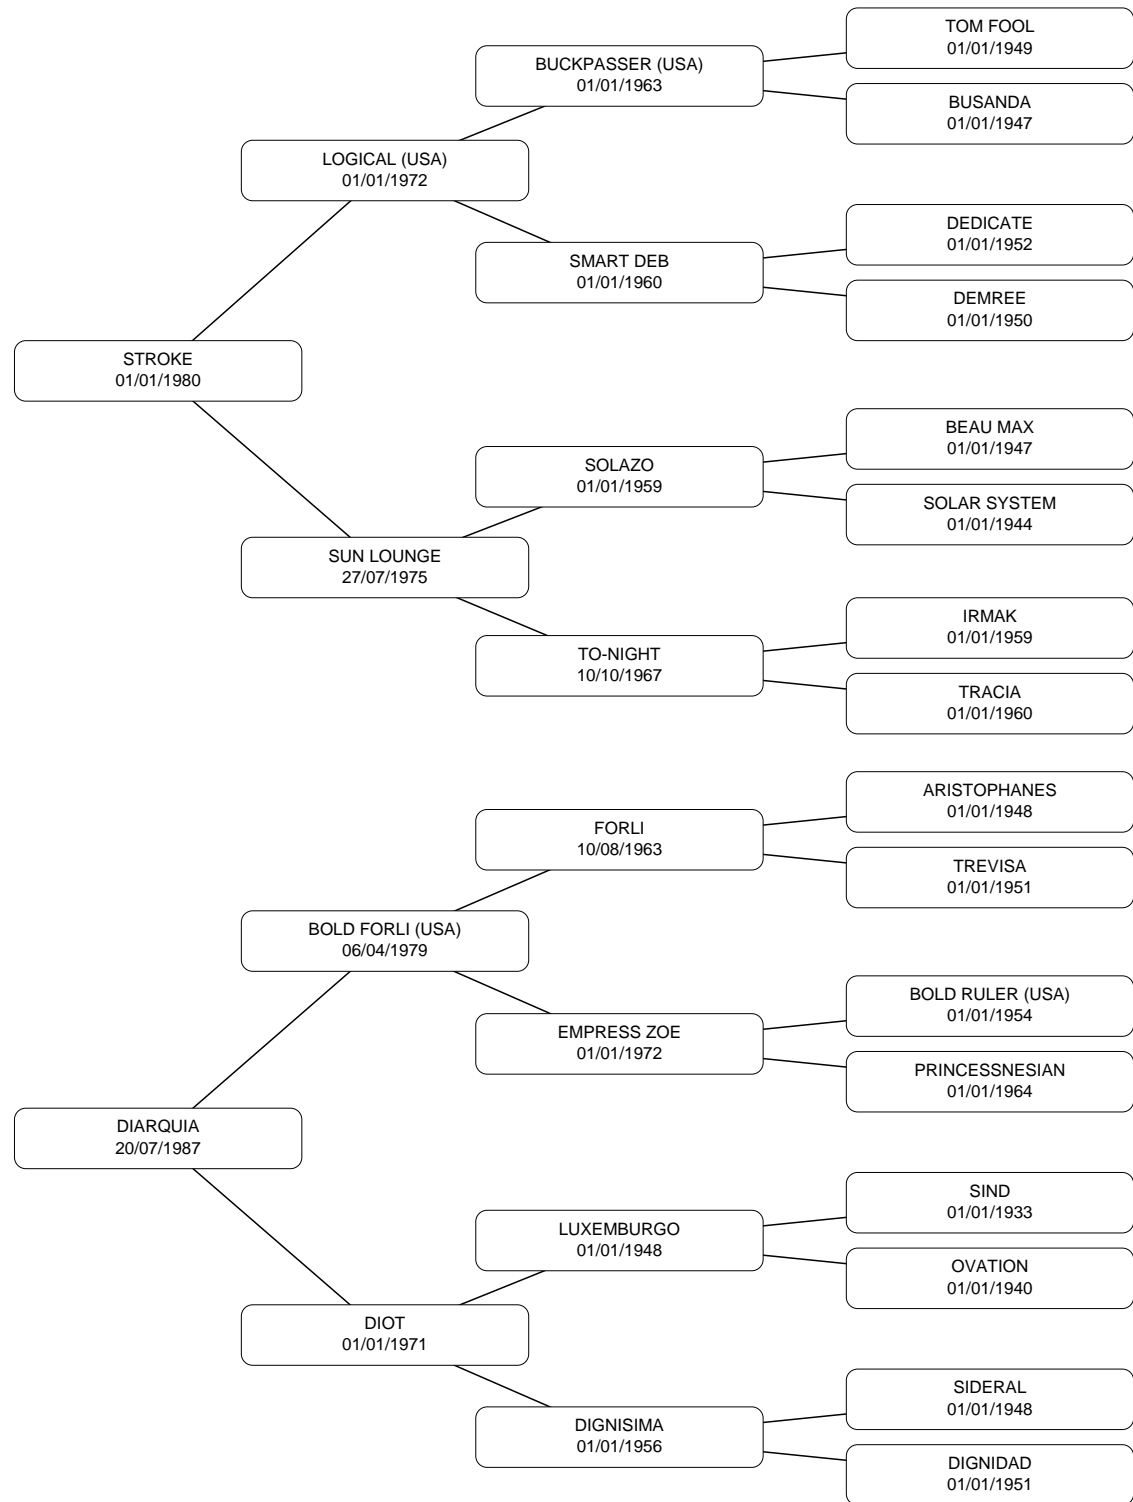 TOM FOOL
01/01/1949
BUCKPASSER (USA)
01/01/1963
BUSANDA
01/01/1947
LOGICAL (USA)
01/01/1972
DEDICATE
01/01/1952
SMART DEB
01/01/1960
DEMREE
01/01/1950
STROKE
01/01/1980
BEAU MAX
01/01/1947
SOLAZO
01/01/1959
SOLAR SYSTEM
01/01/1944
SUN LOUNGE
27/07/1975
IRMAK
01/01/1959
TO-NIGHT
10/10/1967
TRACIA
01/01/1960
ARISTOPHANES
01/01/1948
FORLI
10/08/1963
TREVISA
01/01/1951
BOLD FORLI (USA)
06/04/1979
BOLD RULER (USA)
01/01/1954
EMPRESS ZOE
01/01/1972
PRINCESSNESIAN
01/01/1964
DIARQUIA
20/07/1987
SIND
01/01/1933
LUXEMBURGO
01/01/1948
OVATION
01/01/1940
DIOT
01/01/1971
SIDERAL
01/01/1948
DIGNISIMA
01/01/1956
DIGNIDAD
01/01/1951